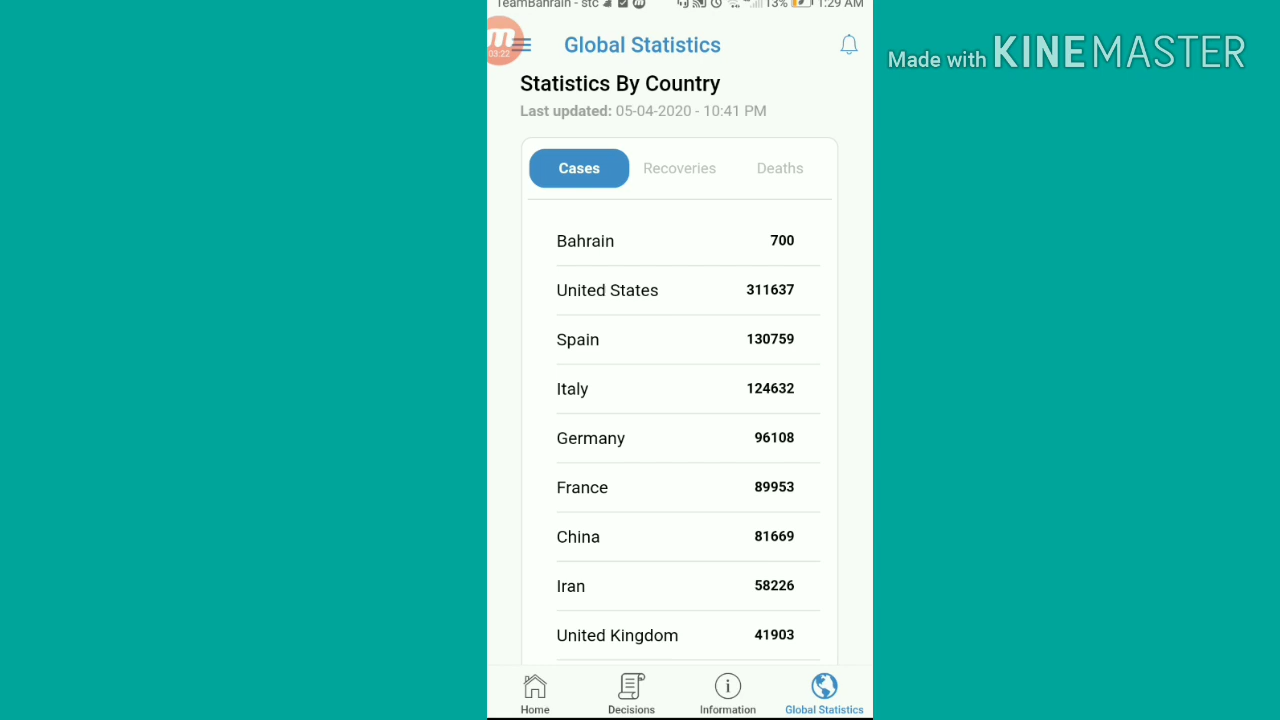 TeamBahrain - stc 13% 1:29 AM
03:22
Global Statistics
Made with KINEMASTER
Statistics By Country
Last updated: 05-04-2020 - 10:41 PM
Cases Recoveries Deaths
Bahrain 700
United States 311637
Spain 130759
Italy 124632
Germany 96108
France 89953
China 81669
Iran 58226
United Kingdom 41903
Home Decisions Information Global Statistics